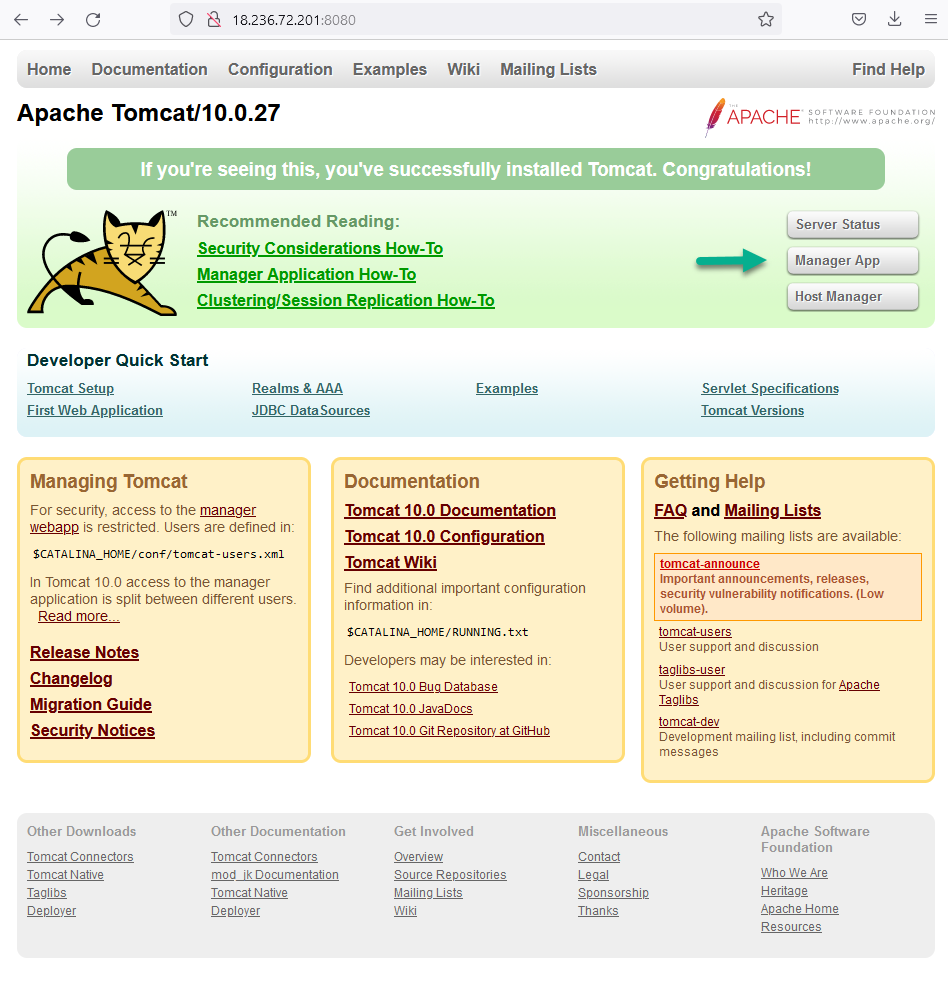 18.236.72.201:8080
Home Documentation Configuration Examples Wiki Mailing Lists Find Help
Apache Tomcat/10.0.27
THE
APACHE SOFTWARE FOUNDATION
http://www.apache.org/
If you're seeing this, you've successfully installed Tomcat. Congratulations!
TM
Recommended Reading:
Security Considerations How-To
Manager Application How-To
Clustering/Session Replication How-To
Server Status
Manager App
Host Manager
Developer Quick Start
Tomcat Setup
First Web Application
Realms & AAA
JDBC DataSources
Examples
Servlet Specifications
Tomcat Versions
Managing Tomcat
For security, access to the manager
webapp is restricted. Users are defined in:
$CATALINA_HOME/conf/tomcat-users.xml
In Tomcat 10.0 access to the manager
application is split between different users.
Read more...
Release Notes
Changelog
Migration Guide
Security Notices
Documentation
Tomcat 10.0 Documentation
Tomcat 10.0 Configuration
Tomcat Wiki
Find additional important configuration
information in:
$CATALINA_HOME/RUNNING.txt
Developers may be interested in:
Tomcat 10.0 Bug Database
Tomcat 10.0 JavaDocs
Tomcat 10.0 Git Repository at GitHub
Getting Help
FAQ and Mailing Lists
The following mailing lists are available:
tomcat-announce
Important announcements, releases,
security vulnerability notifications. (Low
volume).
tomcat-users
User support and discussion
taglibs-user
User support and discussion for Apache
Taglibs
tomcat-dev
Development mailing list, including commit
messages
Other Downloads
Tomcat Connectors
Tomcat Native
Taglibs
Deployer
Other Documentation
Tomcat Connectors
mod_jk Documentation
Tomcat Native
Deployer
Get Involved
Overview
Source Repositories
Mailing Lists
Wiki
Miscellaneous
Contact
Legal
Sponsorship
Thanks
Apache Software
Foundation
Who We Are
Heritage
Apache Home
Resources